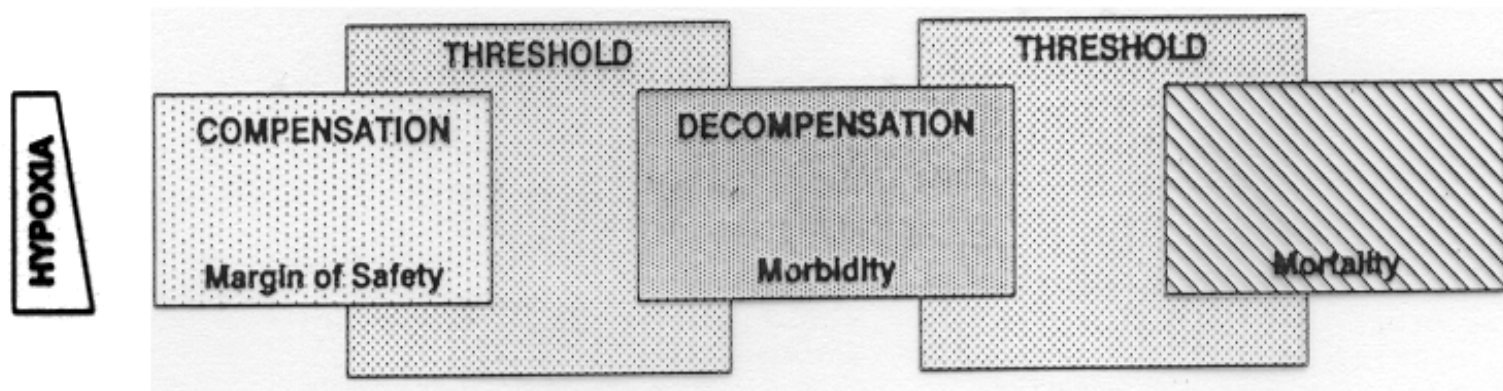 HYPOXIA
THRESHOLD
COMPENSATION
Margin of Safety
DECOMPENSATION
Morbidity
THRESHOLD
Mortality